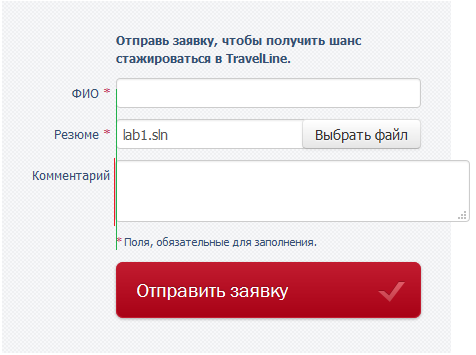 Отправь заявку, чтобы получить шанс
стажироваться в TravelLine.
ФИО *
Резюме * lab1.sln Выбрать файл
Комментарий
* Поля, обязательные для заполнения.
Отправить заявку